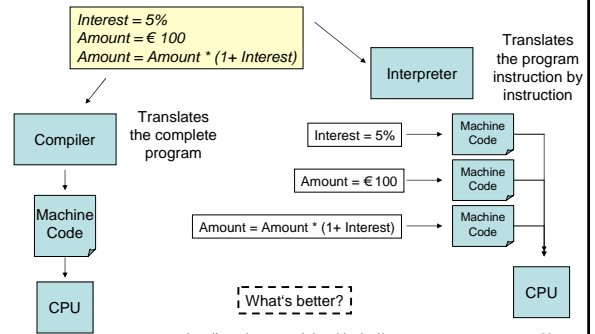 Interest = 5%
Amount = € 100
Amount = Amount * (1+ Interest)
Translates
the program
instruction by
instruction
Interpreter
Compiler
Translates
the complete
program
Interest = 5%
Machine
Code
Amount = € 100
Machine
Code
Amount = Amount * (1+ Interest)
Machine
Code
Machine
Code
CPU
CPU
What's better?